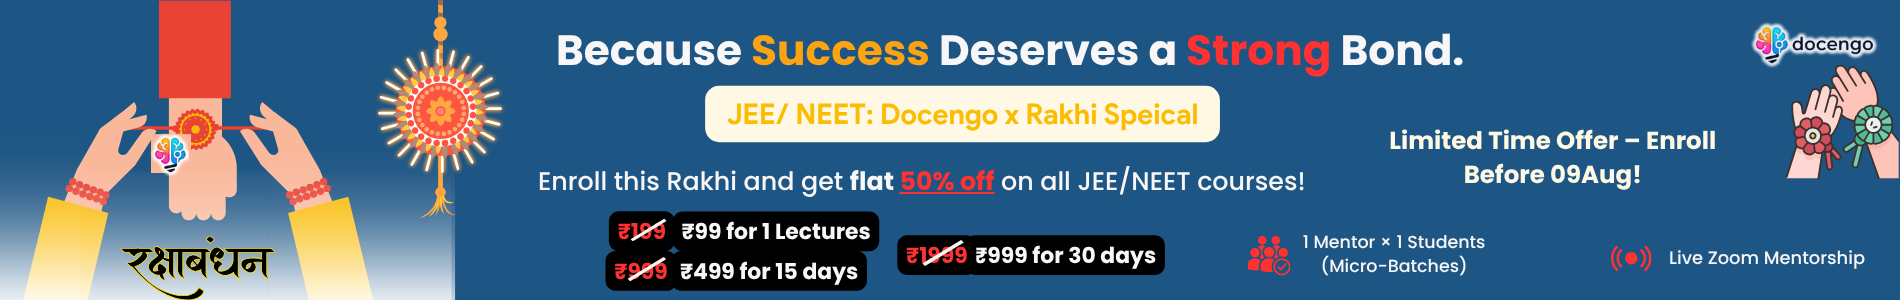 Because Success Deserves a Strong Bond.
docengo
JEE/ NEET: Docengo x Rakhi Speical
Limited Time Offer – Enroll
Before 09Aug!
Enroll this Rakhi and get flat 50% off on all JEE/NEET courses!
₹199 ₹99 for 1 Lectures
₹999 ₹499 for 15 days
₹1999 ₹999 for 30 days
1 Mentor × 1 Students
(Micro-Batches)
Live Zoom Mentorship
रक्षाबंधन